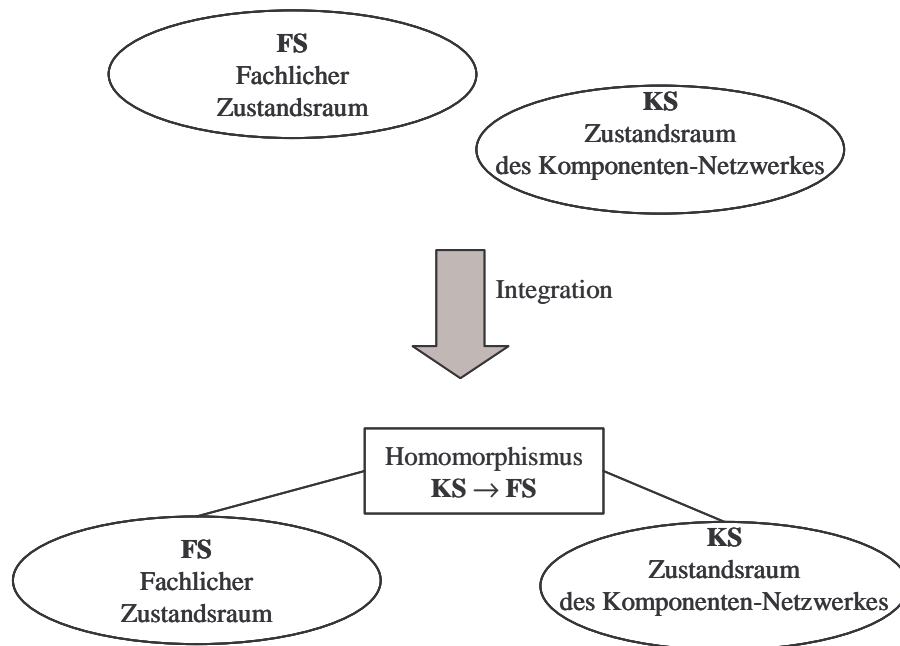 FS
Fachlicher
Zustandsraum
KS
Zustandsraum
des Komponenten-Netzwerkes
Integration
Homomorphismus
KS → FS
FS
Fachlicher
Zustandsraum
KS
Zustandsraum
des Komponenten-Netzwerkes